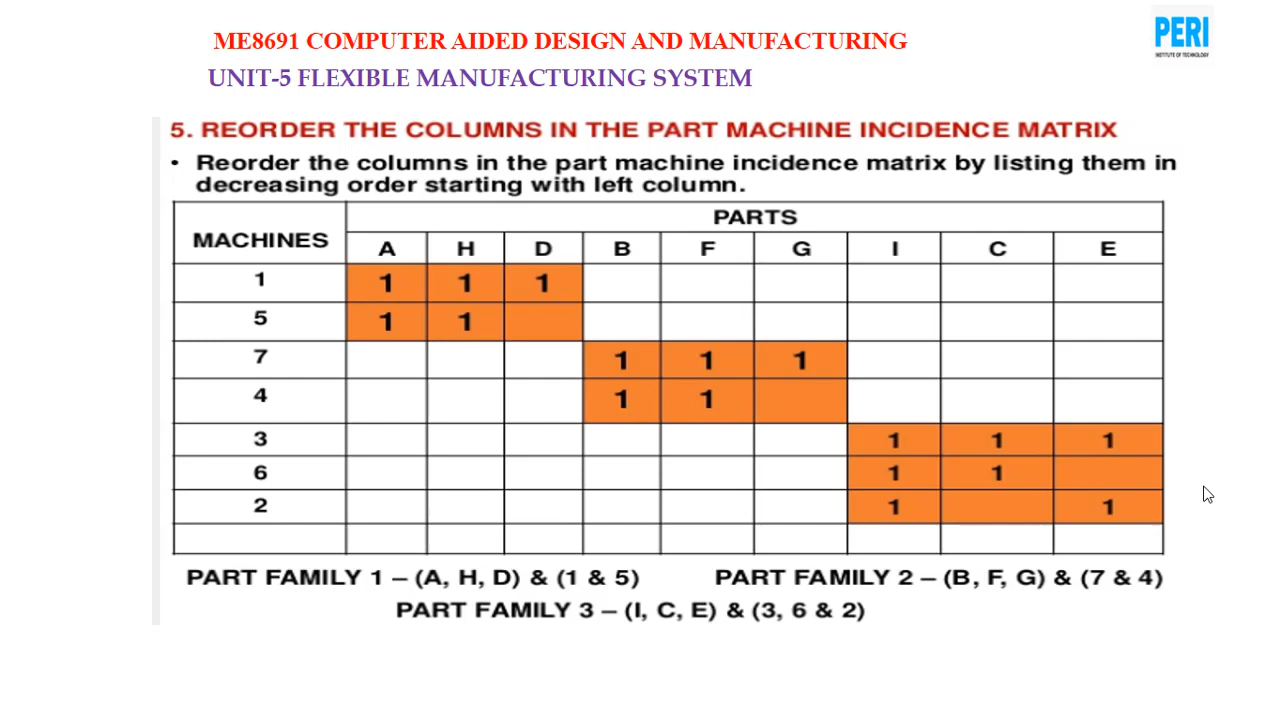 ME8691 COMPUTER AIDED DESIGN AND MANUFACTURING
PERI
INSTITUTE OF TECHNOLOGY
UNIT-5 FLEXIBLE MANUFACTURING SYSTEM
5. REORDER THE COLUMNS IN THE PART MACHINE INCIDENCE MATRIX
• Reorder the columns in the part machine incidence matrix by listing them in
decreasing order starting with left column.
MACHINES PARTS
A H D B F G I C E
1 1 1 1
5 1 1
7 1 1 1
4 1 1
3 1 1 1
6 1 1
2 1 1
PART FAMILY 1 – (A, H, D) & (1 & 5) PART FAMILY 2 – (B, F, G) & (7 & 4)
PART FAMILY 3 – (I, C, E) & (3, 6 & 2)